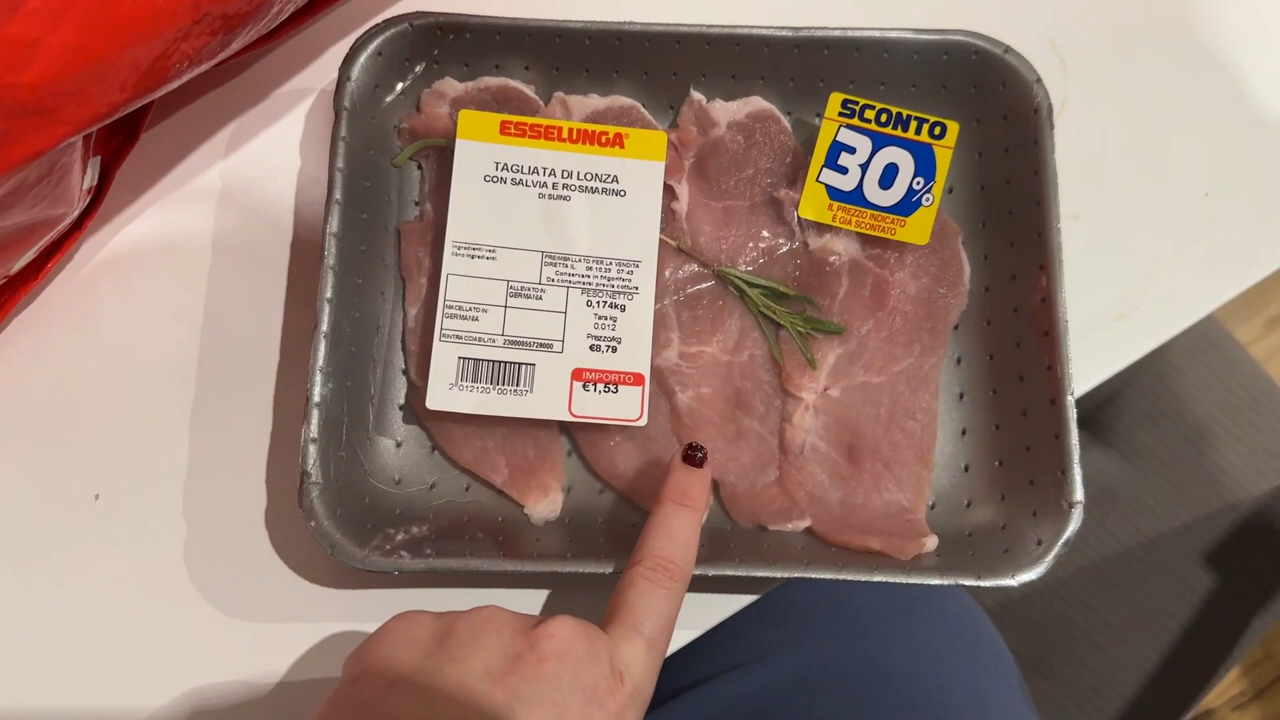 ESSELUNGA®
TAGLIATA DI LONZA
CON SALVIA E ROSMARINO
DI SUINO
Ingredienti vedi
libro ingredienti.
PREIMBALLATO PER LA VENDITA
DIRETTA IL: 06.10.23 07:43
Conservare in frigorifero
Da consumarsi previa cottura
ALLEVATO IN:
GERMANIA
MACELLATO IN:
GERMANIA
RINTRACCIABILITA': 23000055729000
PESO NETTO
0,174kg
Tara kg
0.012
Prezzo/kg
€8,79
2 012120 001537
IMPORTO
€1,53
SCONTO
30%
IL PREZZO INDICATO
È GIÀ SCONTATO